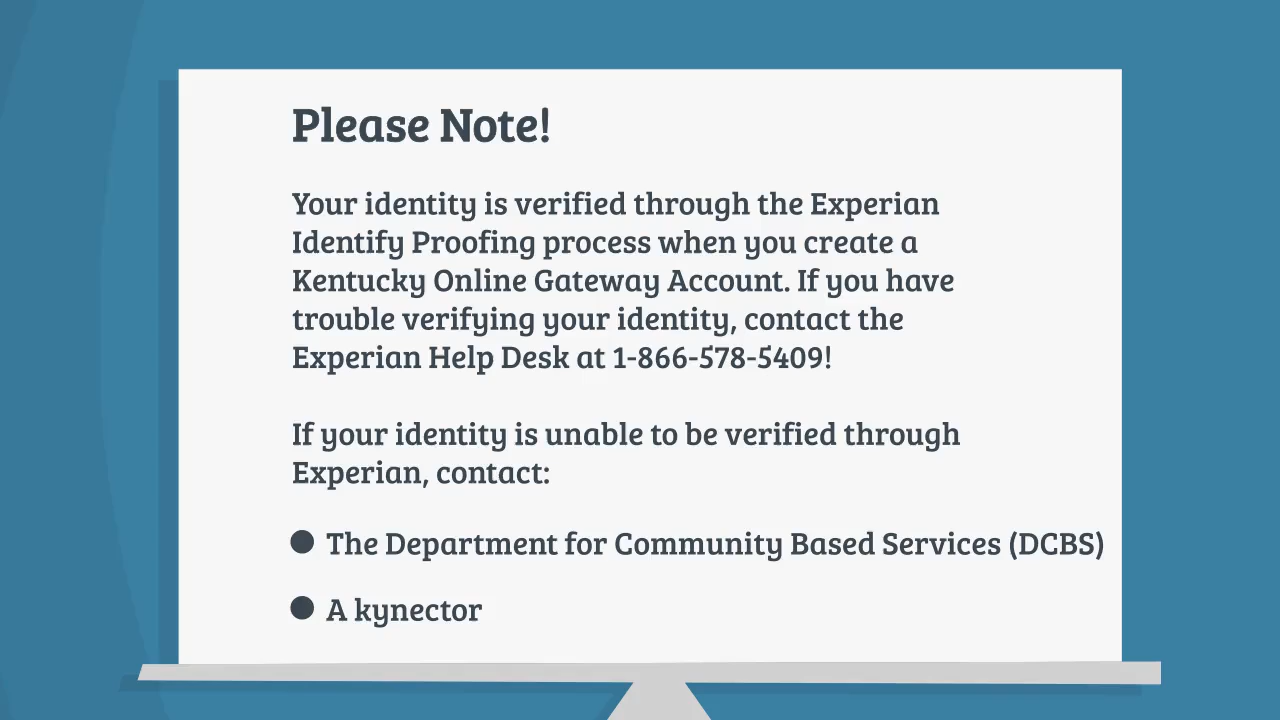 Please Note!
Your identity is verified through the Experian
Identify Proofing process when you create a
Kentucky Online Gateway Account. If you have
trouble verifying your identity, contact the
Experian Help Desk at 1-866-578-5409!
If your identity is unable to be verified through
Experian, contact:
● The Department for Community Based Services (DCBS)
● A kynector